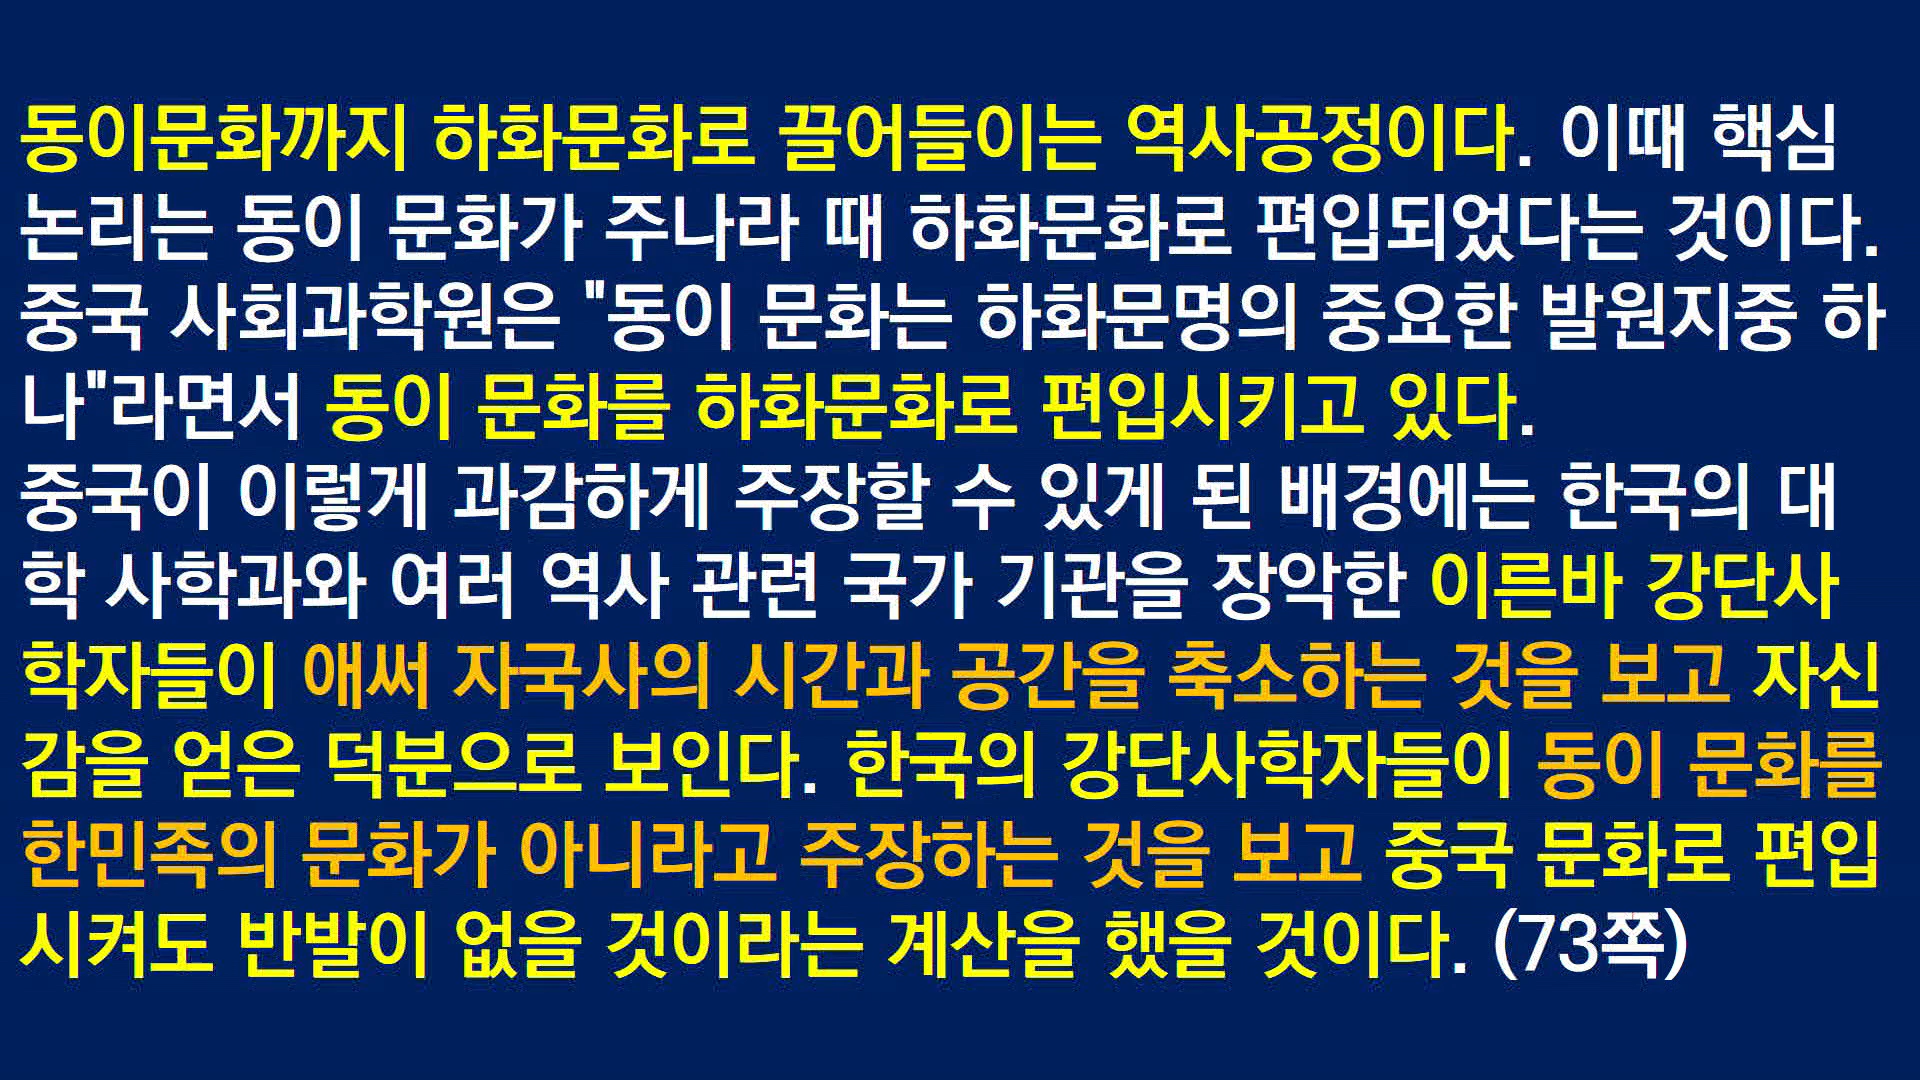 동이문화까지 하화문화로 끌어들이는 역사공정이다. 이때 핵심
논리는 동이 문화가 주나라 때 하화문화로 편입되었다는 것이다.
중국 사회과학원은 "동이 문화는 하화문명의 중요한 발원지중 하
나"라면서 동이 문화를 하화문화로 편입시키고 있다.
중국이 이렇게 과감하게 주장할 수 있게 된 배경에는 한국의 대
학 사학과와 여러 역사 관련 국가 기관을 장악한 이른바 강단사
학자들이 애써 자국사의 시간과 공간을 축소하는 것을 보고 자신
감을 얻은 덕분으로 보인다. 한국의 강단사학자들이 동이 문화를
한민족의 문화가 아니라고 주장하는 것을 보고 중국 문화로 편입
시켜도 반발이 없을 것이라는 계산을 했을 것이다. (73쪽)